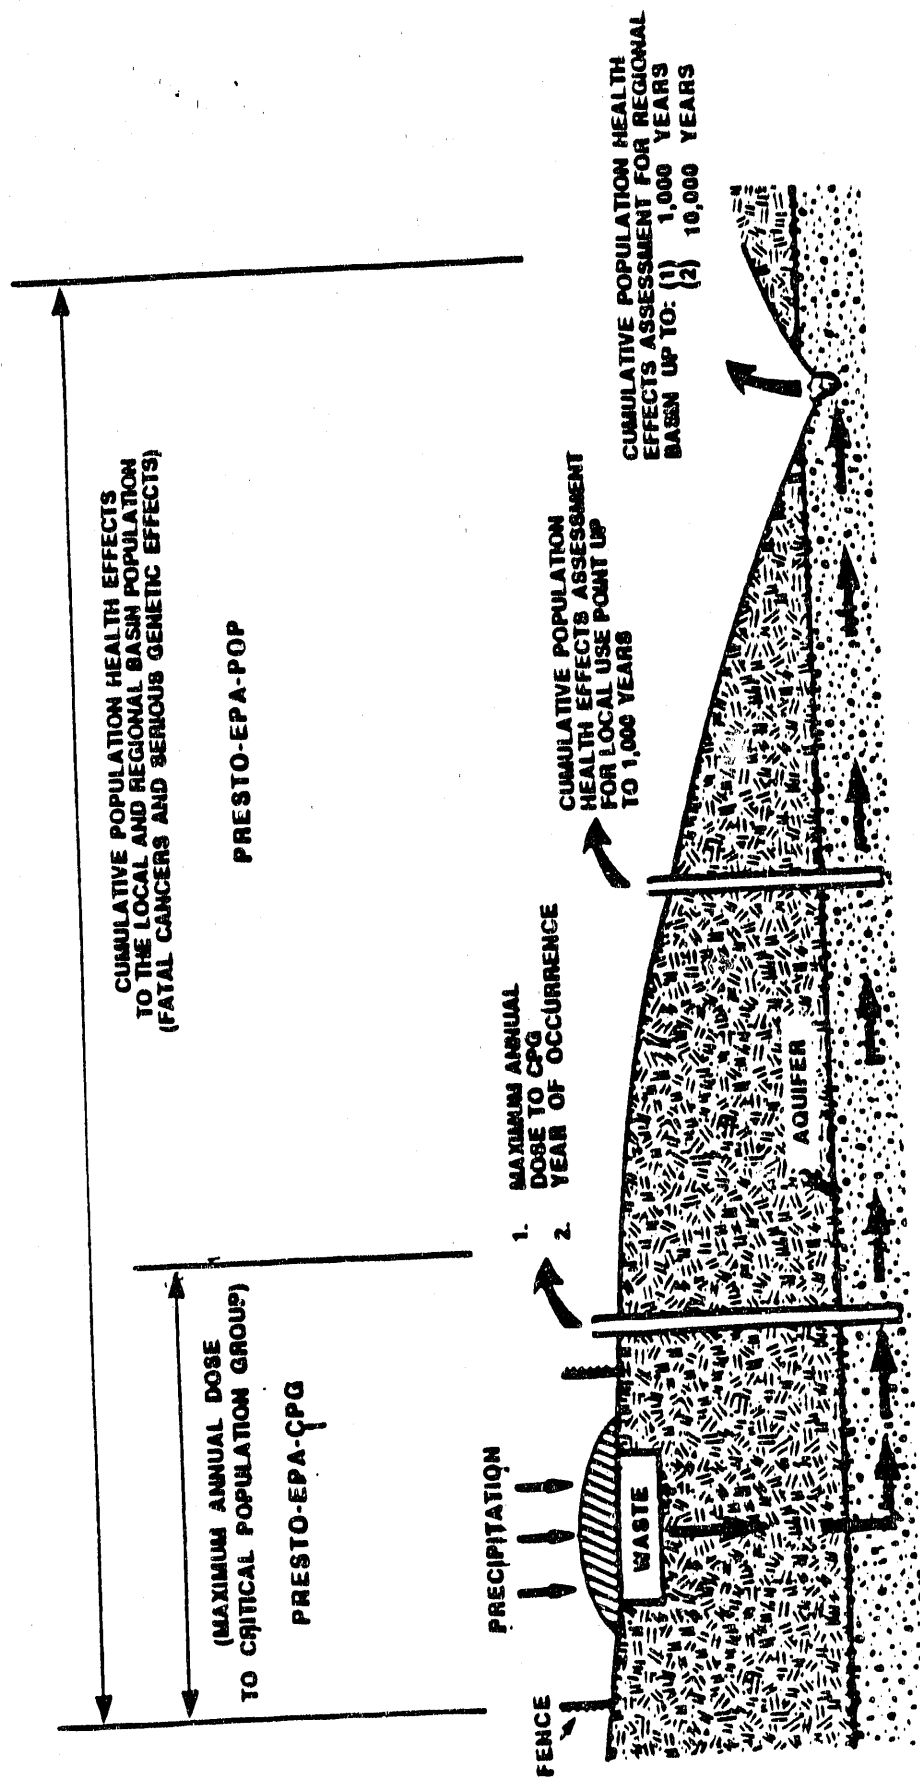 CUMULATIVE POPULATION HEALTH EFFECTS
TO THE LOCAL AND REGIONAL BASIN POPULATION
(FATAL CANCERS AND SERIOUS GENETIC EFFECTS)
PRESTO-EPA-POP
(MAXIMUM ANNUAL DOSE
TO CRITICAL POPULATION GROUP)
PRESTO-EPA-CPG
FENCE
PRECIPITATION
WASTE
1. MAXIMUM ANNUAL
DOSE TO CPG
2. YEAR OF OCCURRENCE
AQUIFER
CUMULATIVE POPULATION
HEALTH EFFECTS ASSESSMENT
FOR LOCAL USE POINT UP
TO 1,000 YEARS
CUMULATIVE POPULATION HEALTH
EFFECTS ASSESSMENT FOR REGIONAL
BASIN UP TO: (1) 1,000 YEARS
(2) 10,000 YEARS